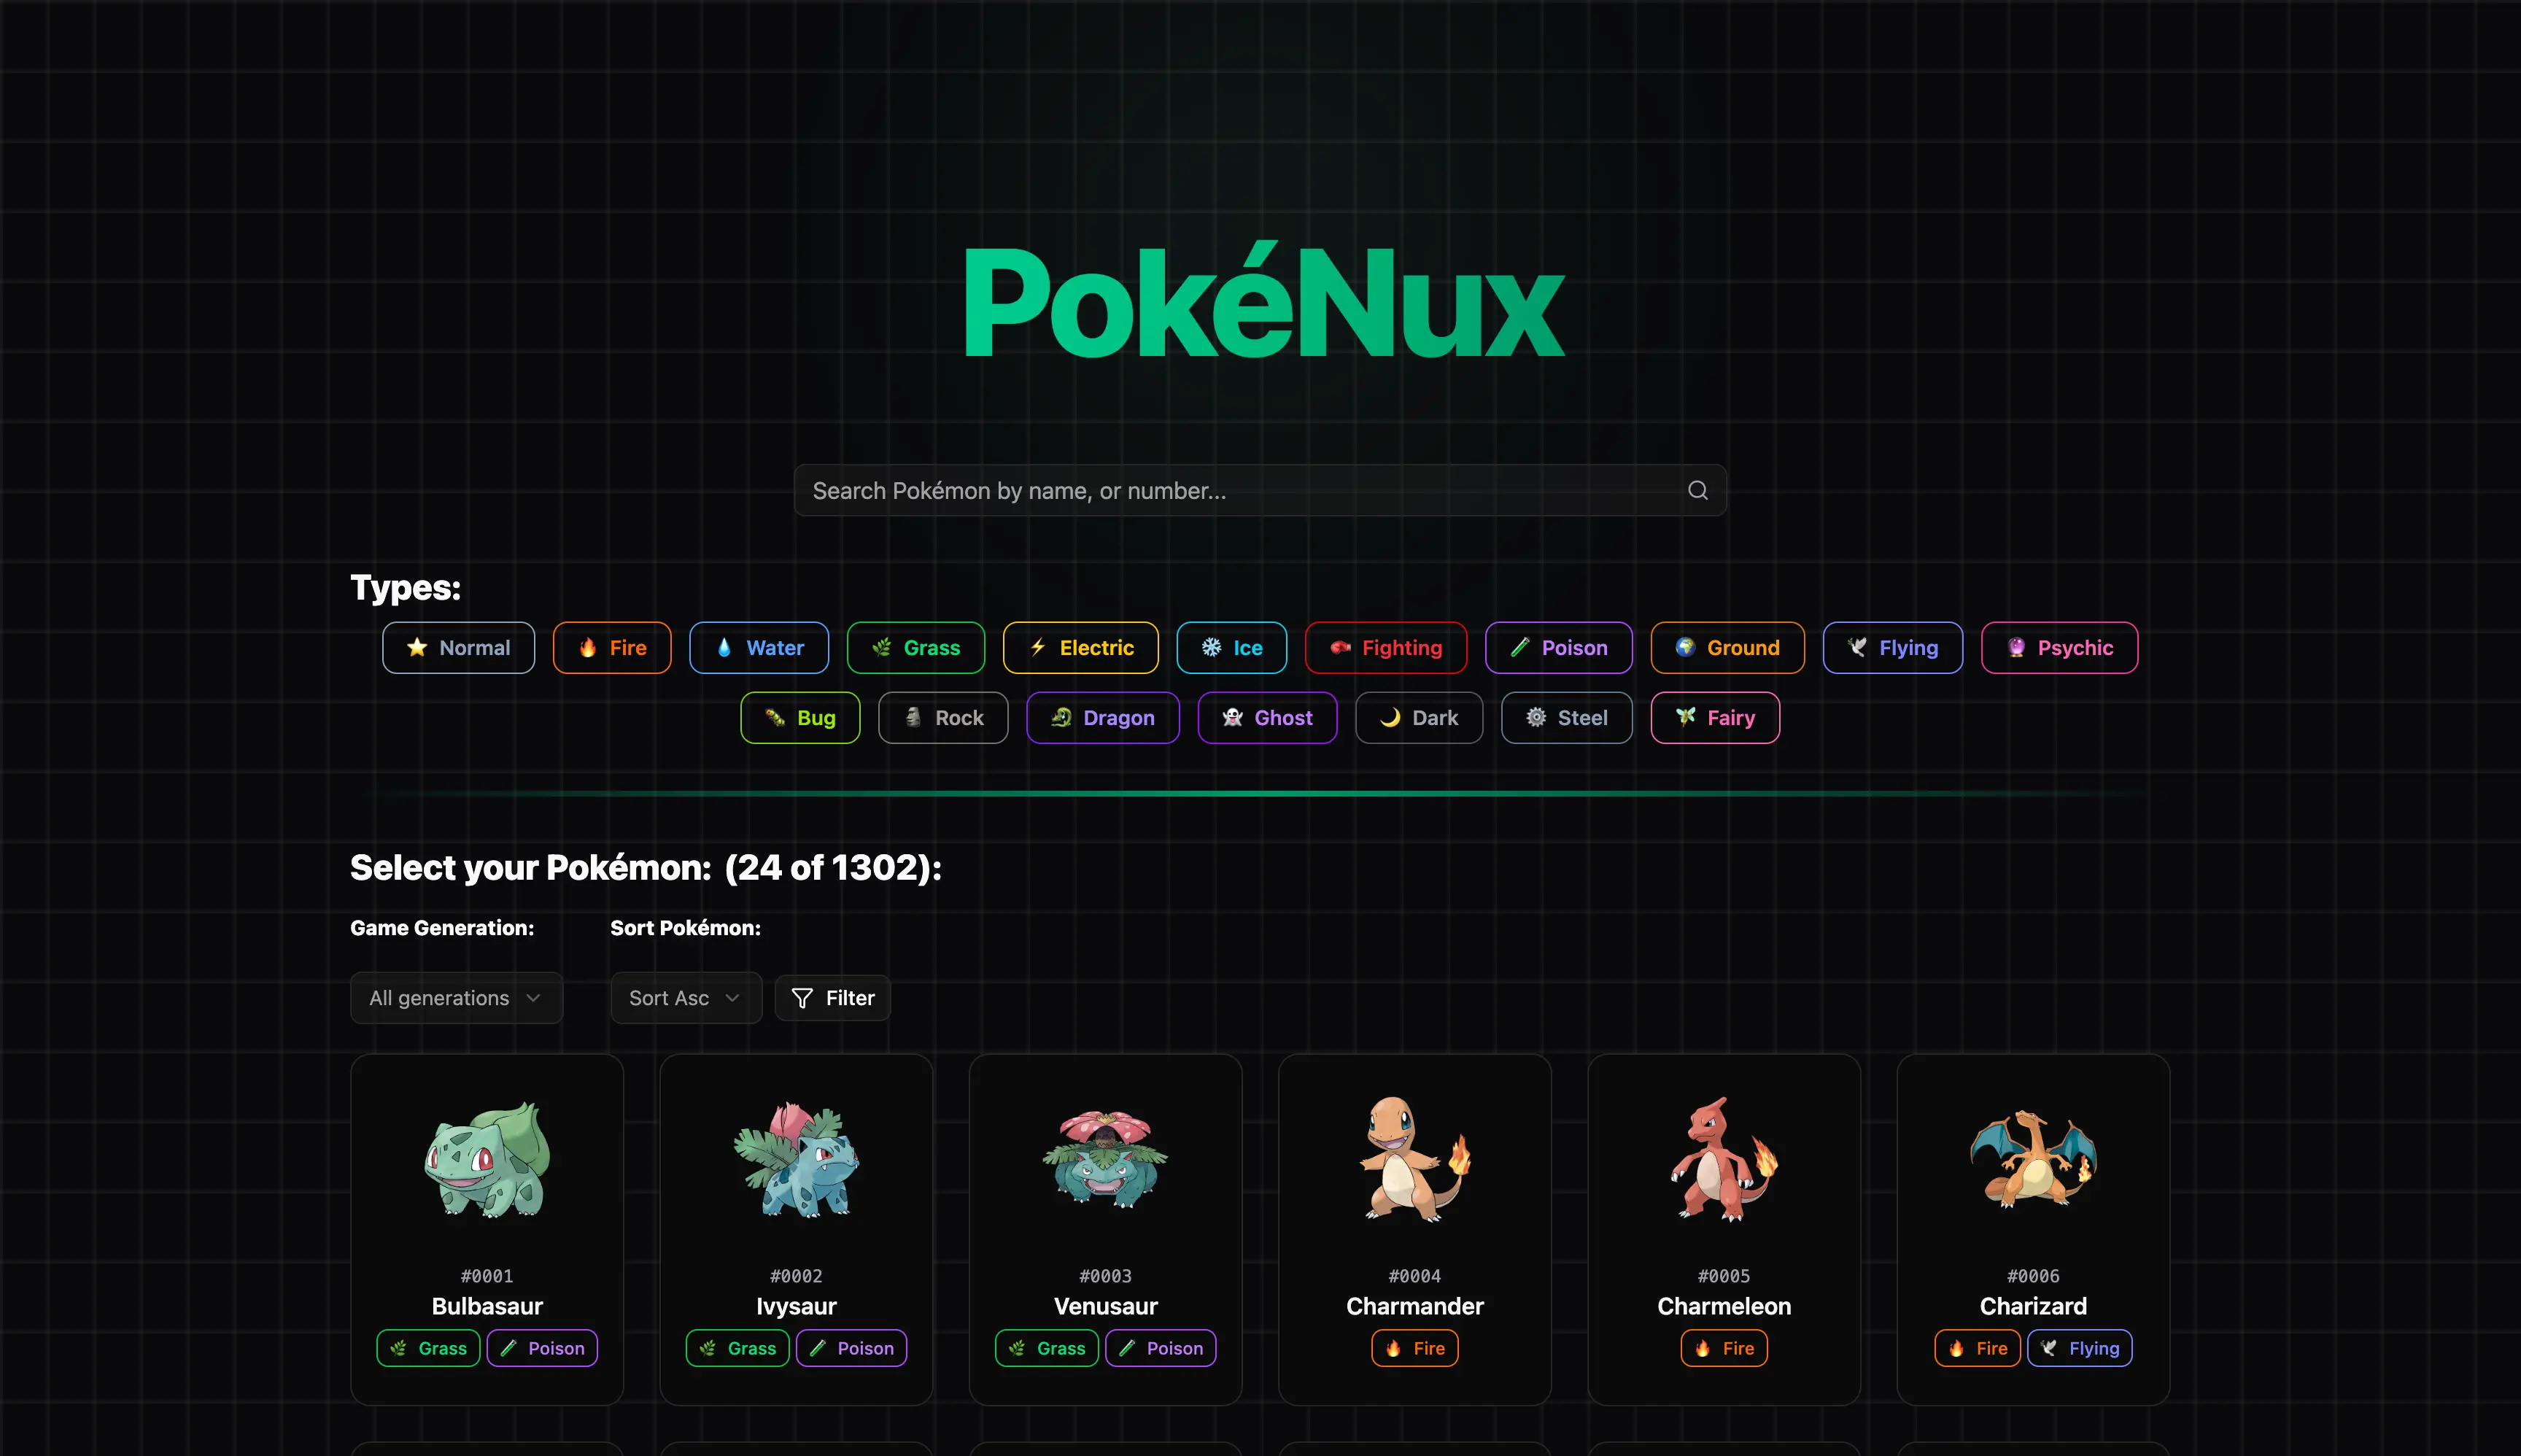 PokéNux
Search Pokémon by name, or number...
Types:
Normal Fire Water Grass Electric Ice Fighting Poison Ground Flying Psychic
Bug Rock Dragon Ghost Dark Steel Fairy
Select your Pokémon: (24 of 1302):
Game Generation: Sort Pokémon:
All generations Sort Asc Filter
#0001 #0002 #0003 #0004 #0005 #0006
Bulbasaur Ivysaur Venusaur Charmander Charmeleon Charizard
Grass Poison Grass Poison Grass Poison Fire Fire Fire Flying